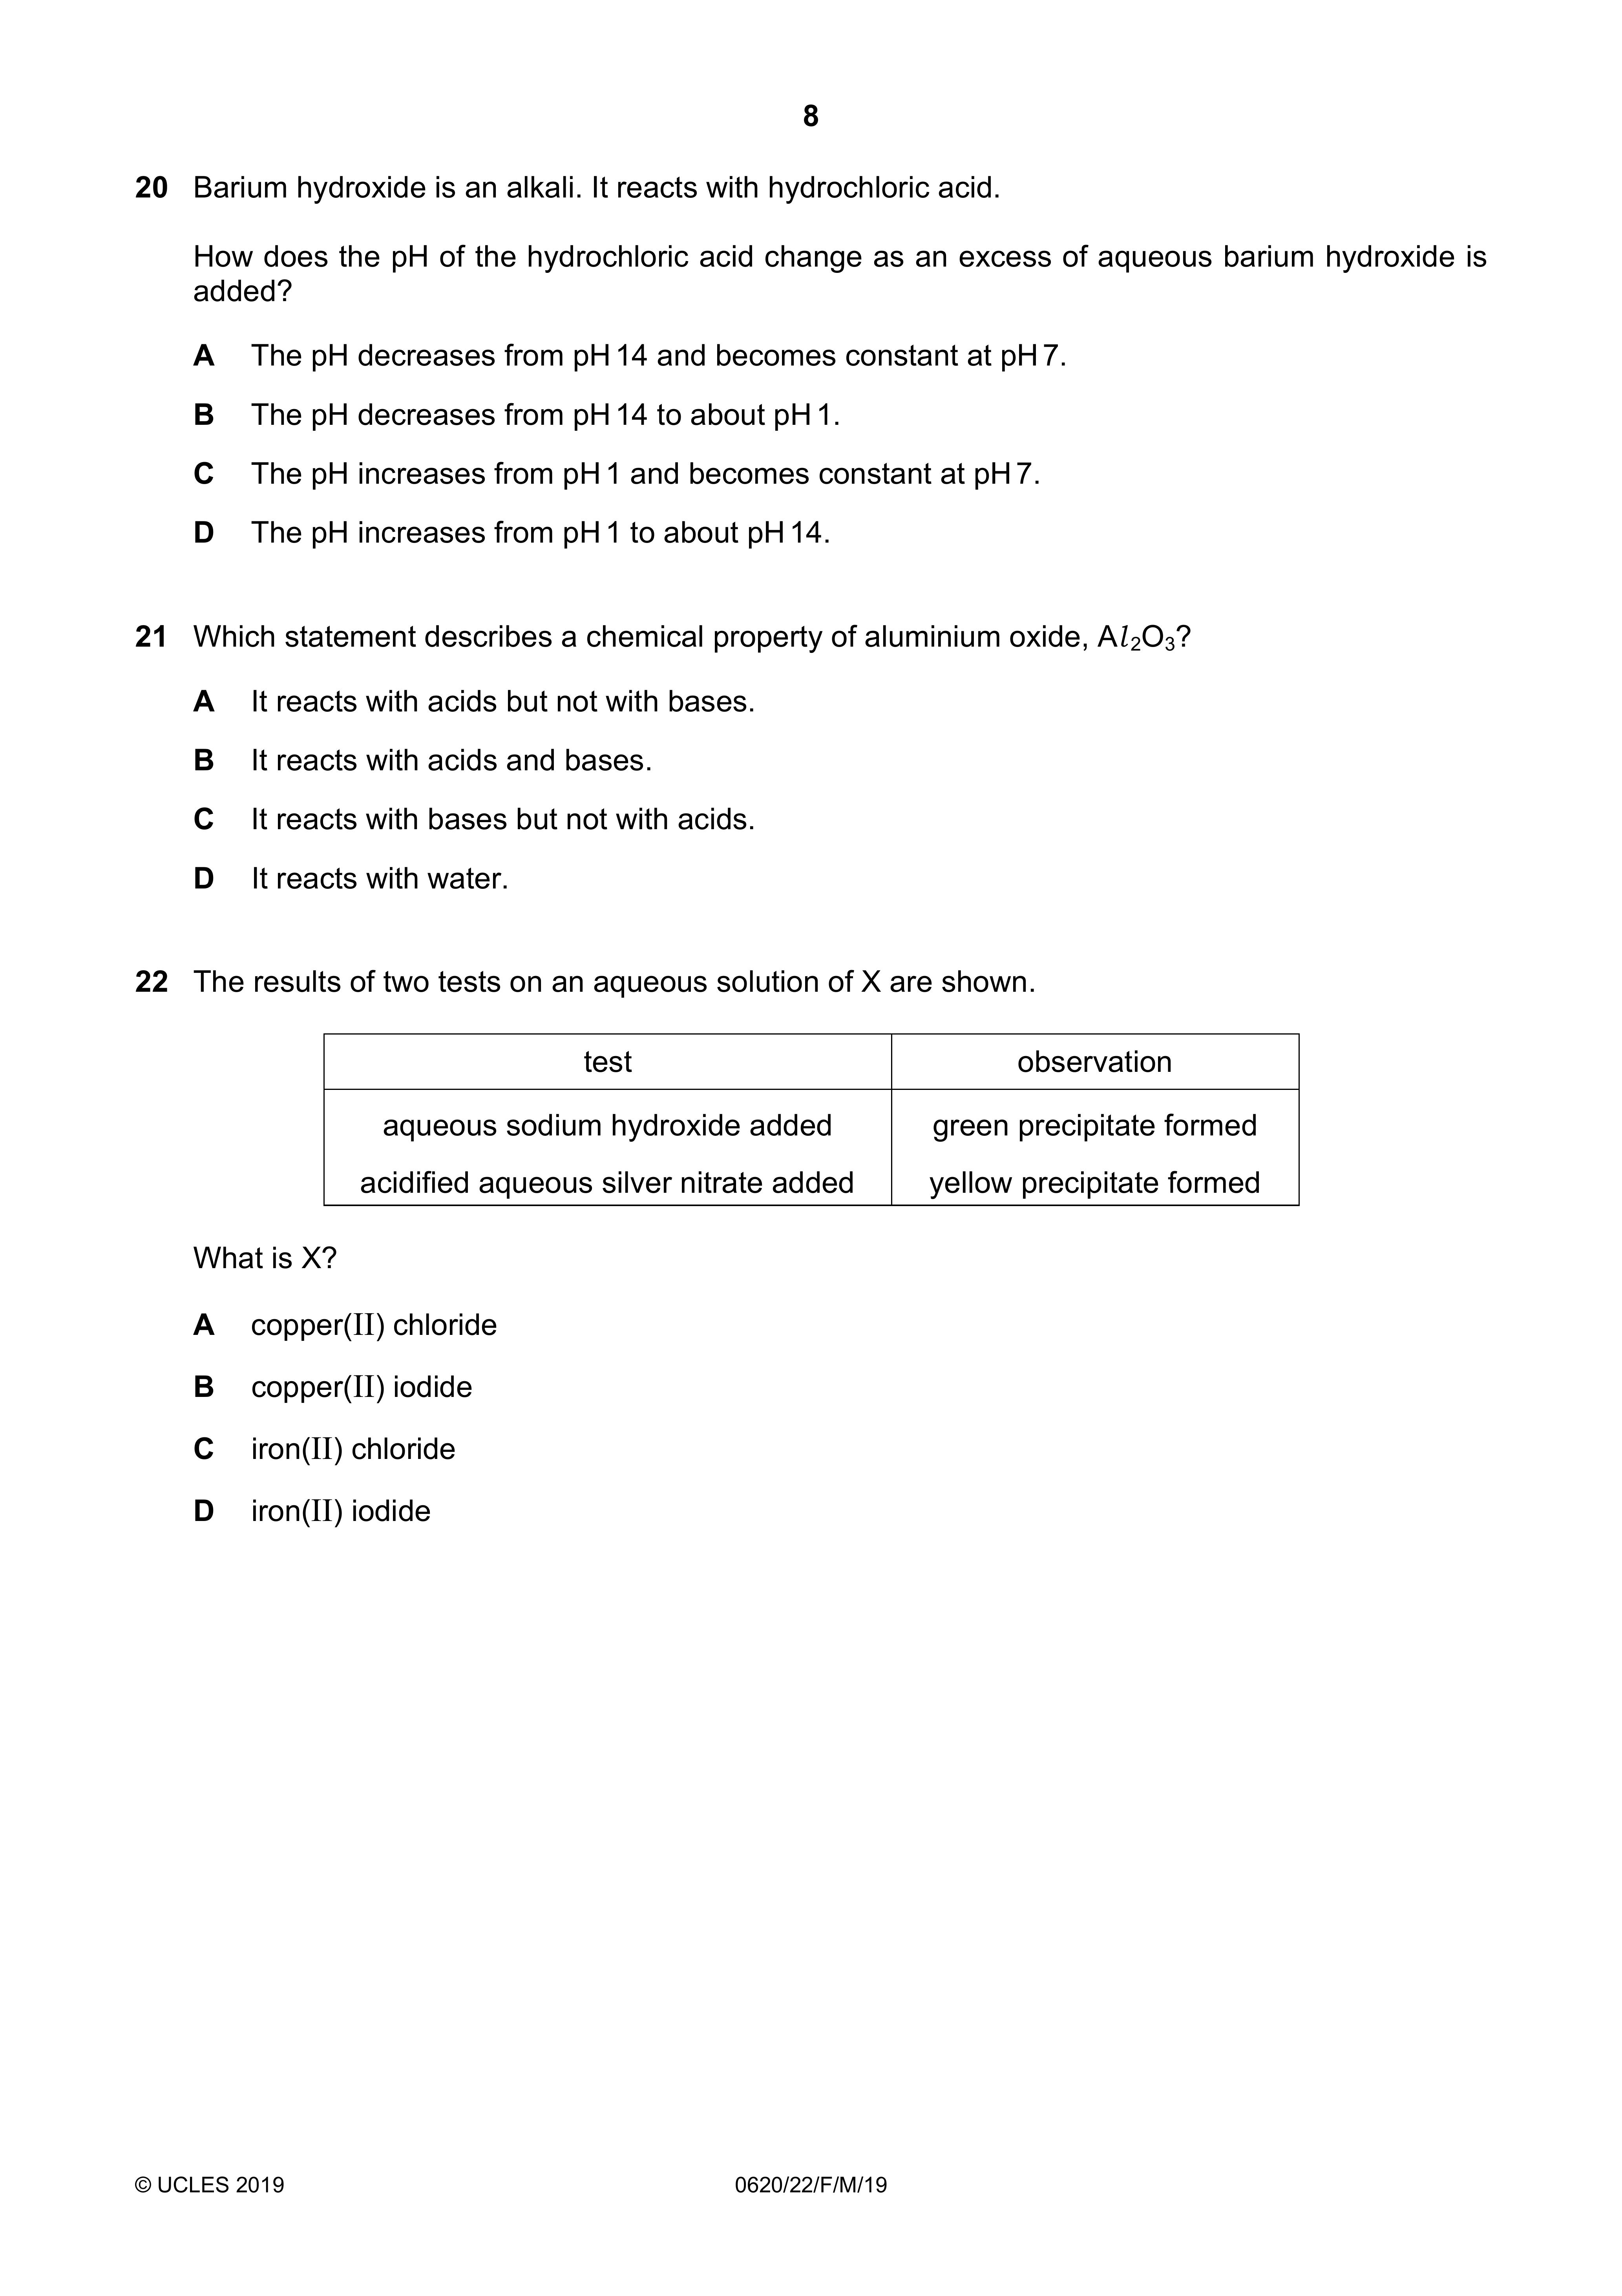 8
20 Barium hydroxide is an alkali. It reacts with hydrochloric acid.
How does the pH of the hydrochloric acid change as an excess of aqueous barium hydroxide is
added?
A The pH decreases from pH 14 and becomes constant at pH 7.
B The pH decreases from pH 14 to about pH 1.
C The pH increases from pH 1 and becomes constant at pH 7.
D The pH increases from pH 1 to about pH 14.
21 Which statement describes a chemical property of aluminium oxide, Al₂O₃?
A It reacts with acids but not with bases.
B It reacts with acids and bases.
C It reacts with bases but not with acids.
D It reacts with water.
22 The results of two tests on an aqueous solution of X are shown.
test observation
aqueous sodium hydroxide added green precipitate formed
acidified aqueous silver nitrate added yellow precipitate formed
What is X?
A copper(II) chloride
B copper(II) iodide
C iron(II) chloride
D iron(II) iodide
© UCLES 2019 0620/22/F/M/19